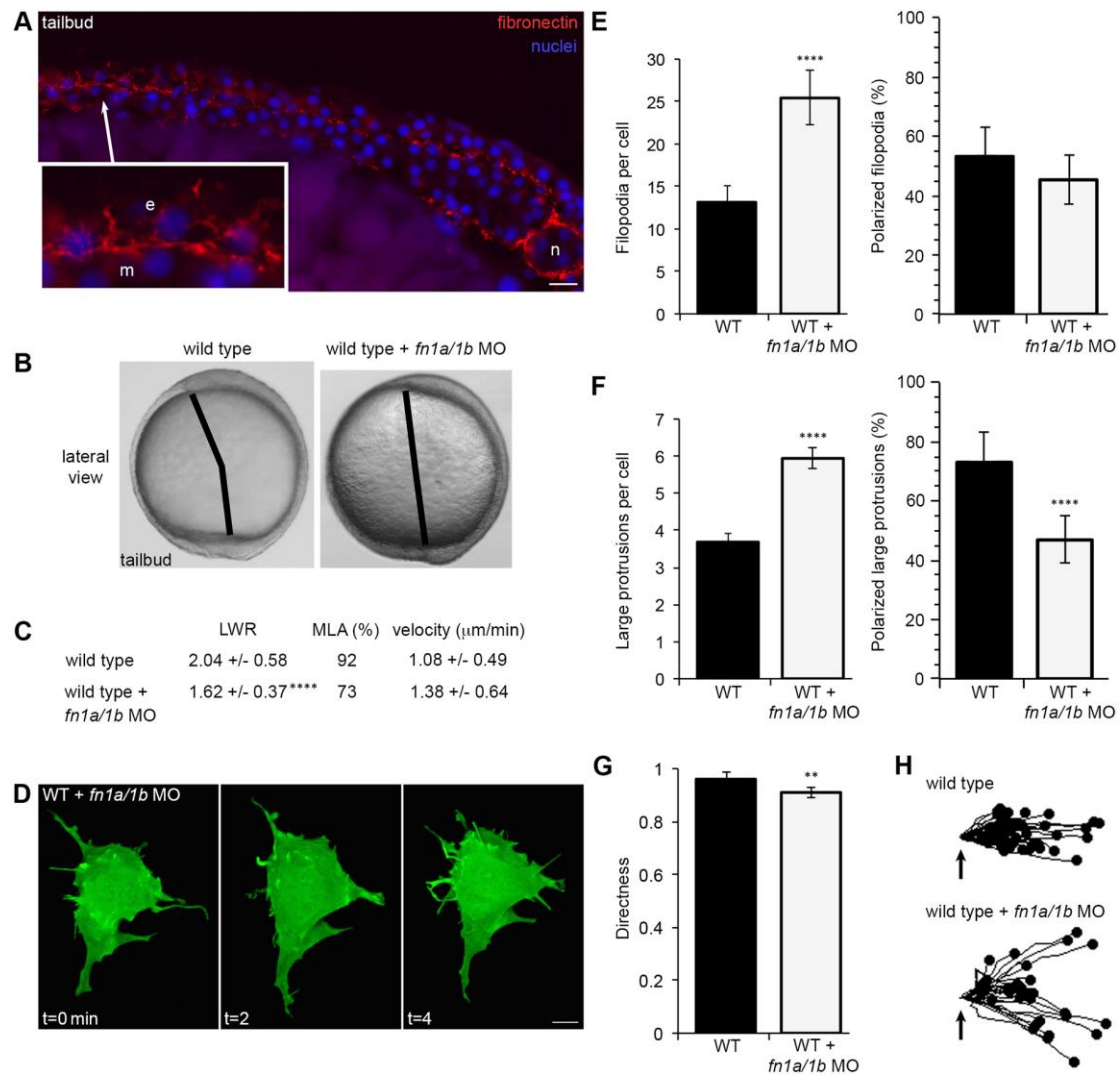 A
tailbud
fibronectin
nuclei
e
m
n
B
wild type
wild type + fn1a/1b MO
lateral
view
tailbud
C
LWR MLA (%) velocity (μm/min)
wild type 2.04 +/- 0.58 92 1.08 +/- 0.49
wild type + 1.62 +/- 0.37**** 73 1.38 +/- 0.64
fn1a/1b MO
D
WT + fn1a/1b MO
t=0 min
t=2
t=4
E
Filopodia per cell
30
25
20
15
10
5
0
****
WT
WT +
fn1a/1b MO
Polarized filopodia (%)
100
80
60
40
20
0
WT
WT +
fn1a/1b MO
F
Large protrusions per cell
7
6
5
4
3
2
1
0
****
WT
WT +
fn1a/1b MO
Polarized large protrusions (%)
100
80
60
40
20
0
****
WT
WT +
fn1a/1b MO
G
Directness
1
0.8
0.6
0.4
0.2
0
**
WT
WT +
fn1a/1b MO
H
wild type
wild type + fn1a/1b MO